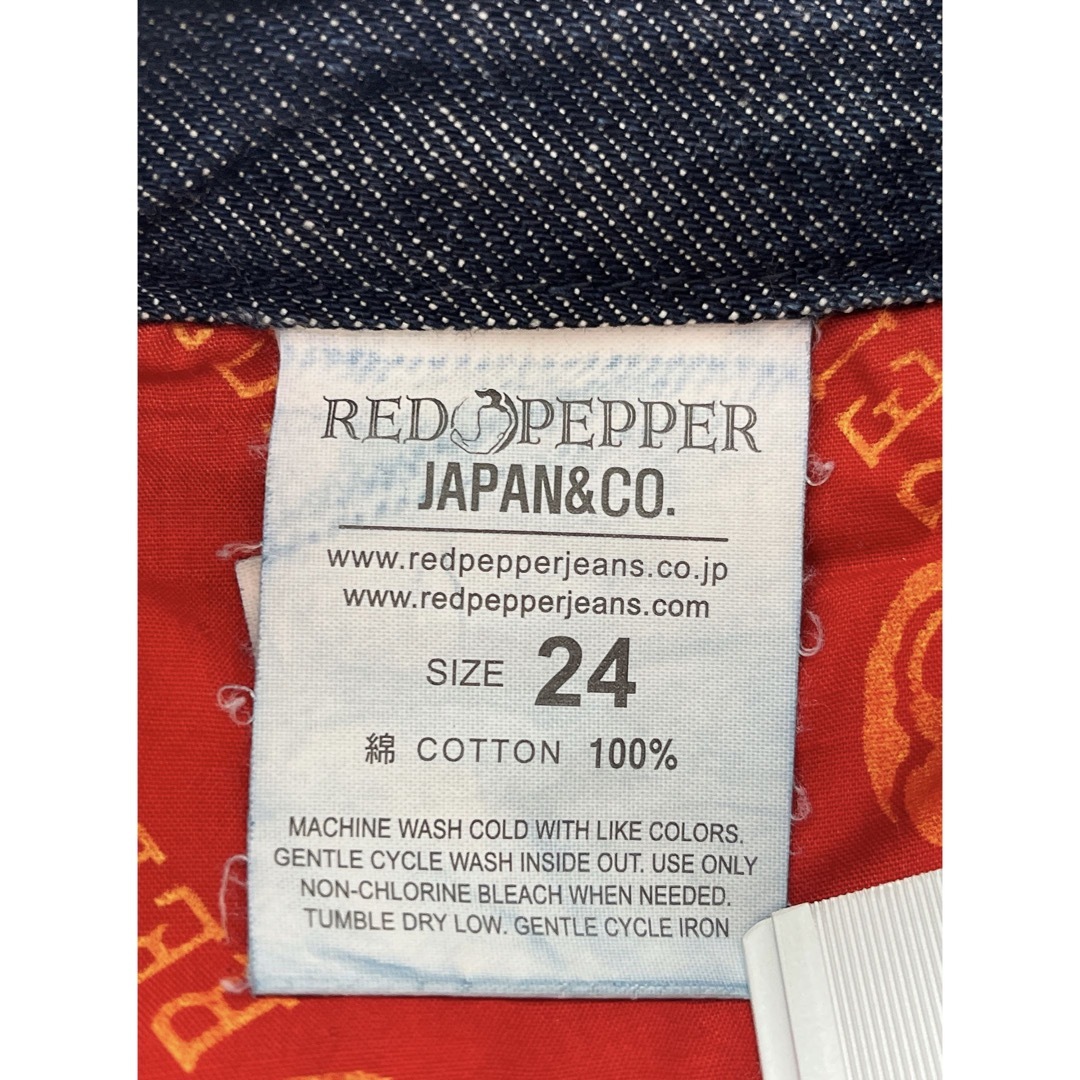 RED PEPPER
JAPAN&CO.
www.redpepperjeans.co.jp
www.redpepperjeans.com
SIZE 24
綿 COTTON 100%
MACHINE WASH COLD WITH LIKE COLORS.
GENTLE CYCLE WASH INSIDE OUT. USE ONLY
NON-CHLORINE BLEACH WHEN NEEDED.
TUMBLE DRY LOW. GENTLE CYCLE IRON